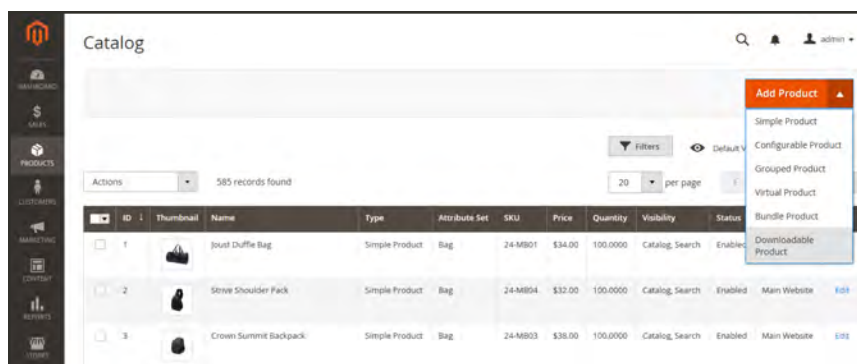 Catalog
admin
DASHBOARD
SALES
PRODUCTS
CUSTOMERS
MARKETING
CONTENT
REPORTS
STORES
Add Product
Simple Product
Configurable Product
Grouped Product
Virtual Product
Bundle Product
Downloadable
Product
Filters
Default V
Actions
585 records found
20
per page
ID Thumbnail Name Type Attribute Set SKU Price Quantity Visibility Status
1 Joust Duffle Bag Simple Product Bag 24-MB01 $34.00 100.0000 Catalog, Search Enabled
2 Strive Shoulder Pack Simple Product Bag 24-MB04 $32.00 100.0000 Catalog, Search Enabled Main Website Edit
3 Crown Summit Backpack Simple Product Bag 24-MB03 $38.00 100.0000 Catalog, Search Enabled Main Website Edit